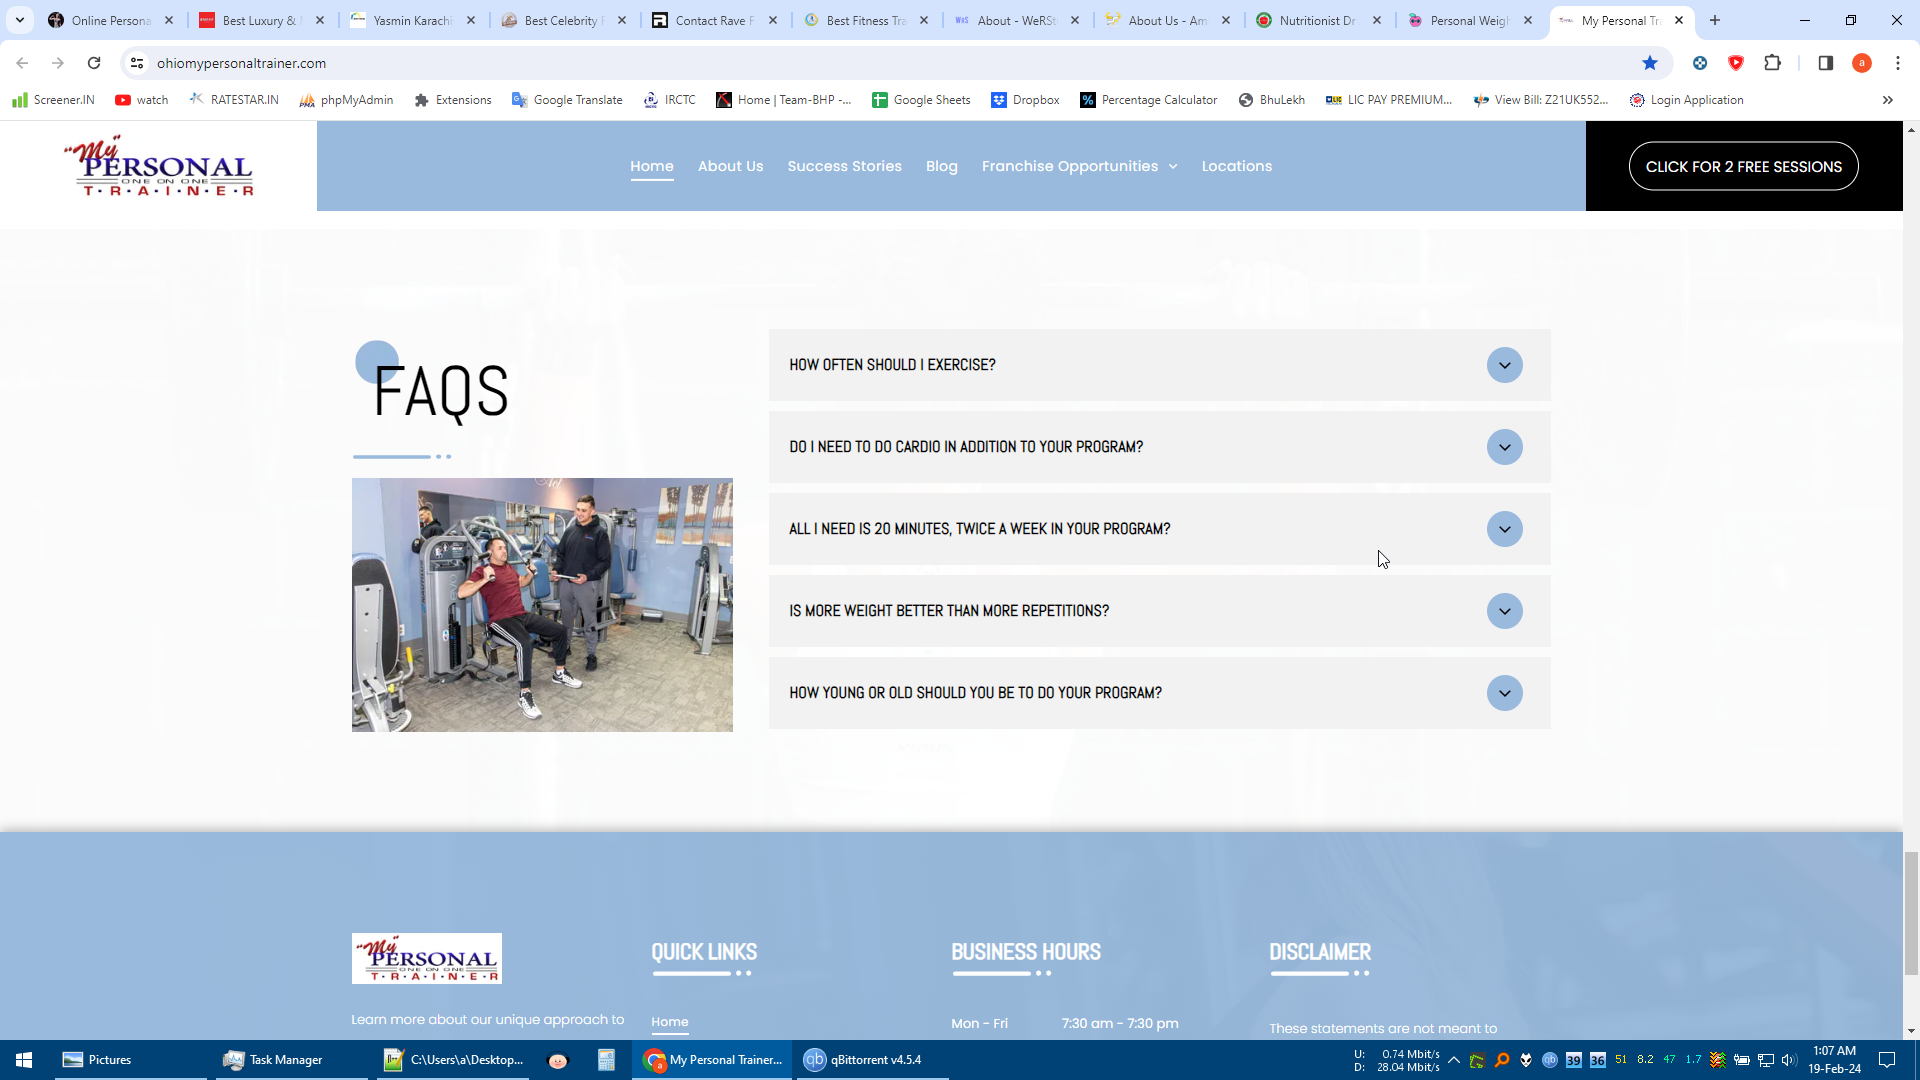 Online Persona
Best Luxury &
Yasmin Karachi
Best Celebrity F
Contact Rave F
Best Fitness Tra
About - WeRSt
About Us - Am
Nutritionist Dr
Personal Weigh
My Personal Tr
ohiomypersonaltrainer.com
a
Screener.IN
watch
RATESTAR.IN
phpMyAdmin
Extensions
Google Translate
IRCTC
Home | Team-BHP -...
Google Sheets
Dropbox
Percentage Calculator
BhuLekh
LIC PAY PREMIUM...
View Bill: Z21UK552...
Login Application
"My"
PERSONAL
ONE ON ONE
T·R·A·I·N·E·R
Home
About Us
Success Stories
Blog
Franchise Opportunities
Locations
CLICK FOR 2 FREE SESSIONS
FAQS
HOW OFTEN SHOULD I EXERCISE?
DO I NEED TO DO CARDIO IN ADDITION TO YOUR PROGRAM?
ALL I NEED IS 20 MINUTES, TWICE A WEEK IN YOUR PROGRAM?
IS MORE WEIGHT BETTER THAN MORE REPETITIONS?
HOW YOUNG OR OLD SHOULD YOU BE TO DO YOUR PROGRAM?
"My"
PERSONAL
ONE ON ONE
T·R·A·I·N·E·R
Learn more about our unique approach to
QUICK LINKS
Home
BUSINESS HOURS
Mon - Fri 7:30 am - 7:30 pm
DISCLAIMER
These statements are not meant to
Pictures
Task Manager
C:\Users\a\Desktop...
My Personal Trainer...
qBittorrent v4.5.4
U: 0.74 Mbit/s
D: 28.04 Mbit/s
39
36
51
8.2
47
1.7
1:07 AM
19-Feb-24